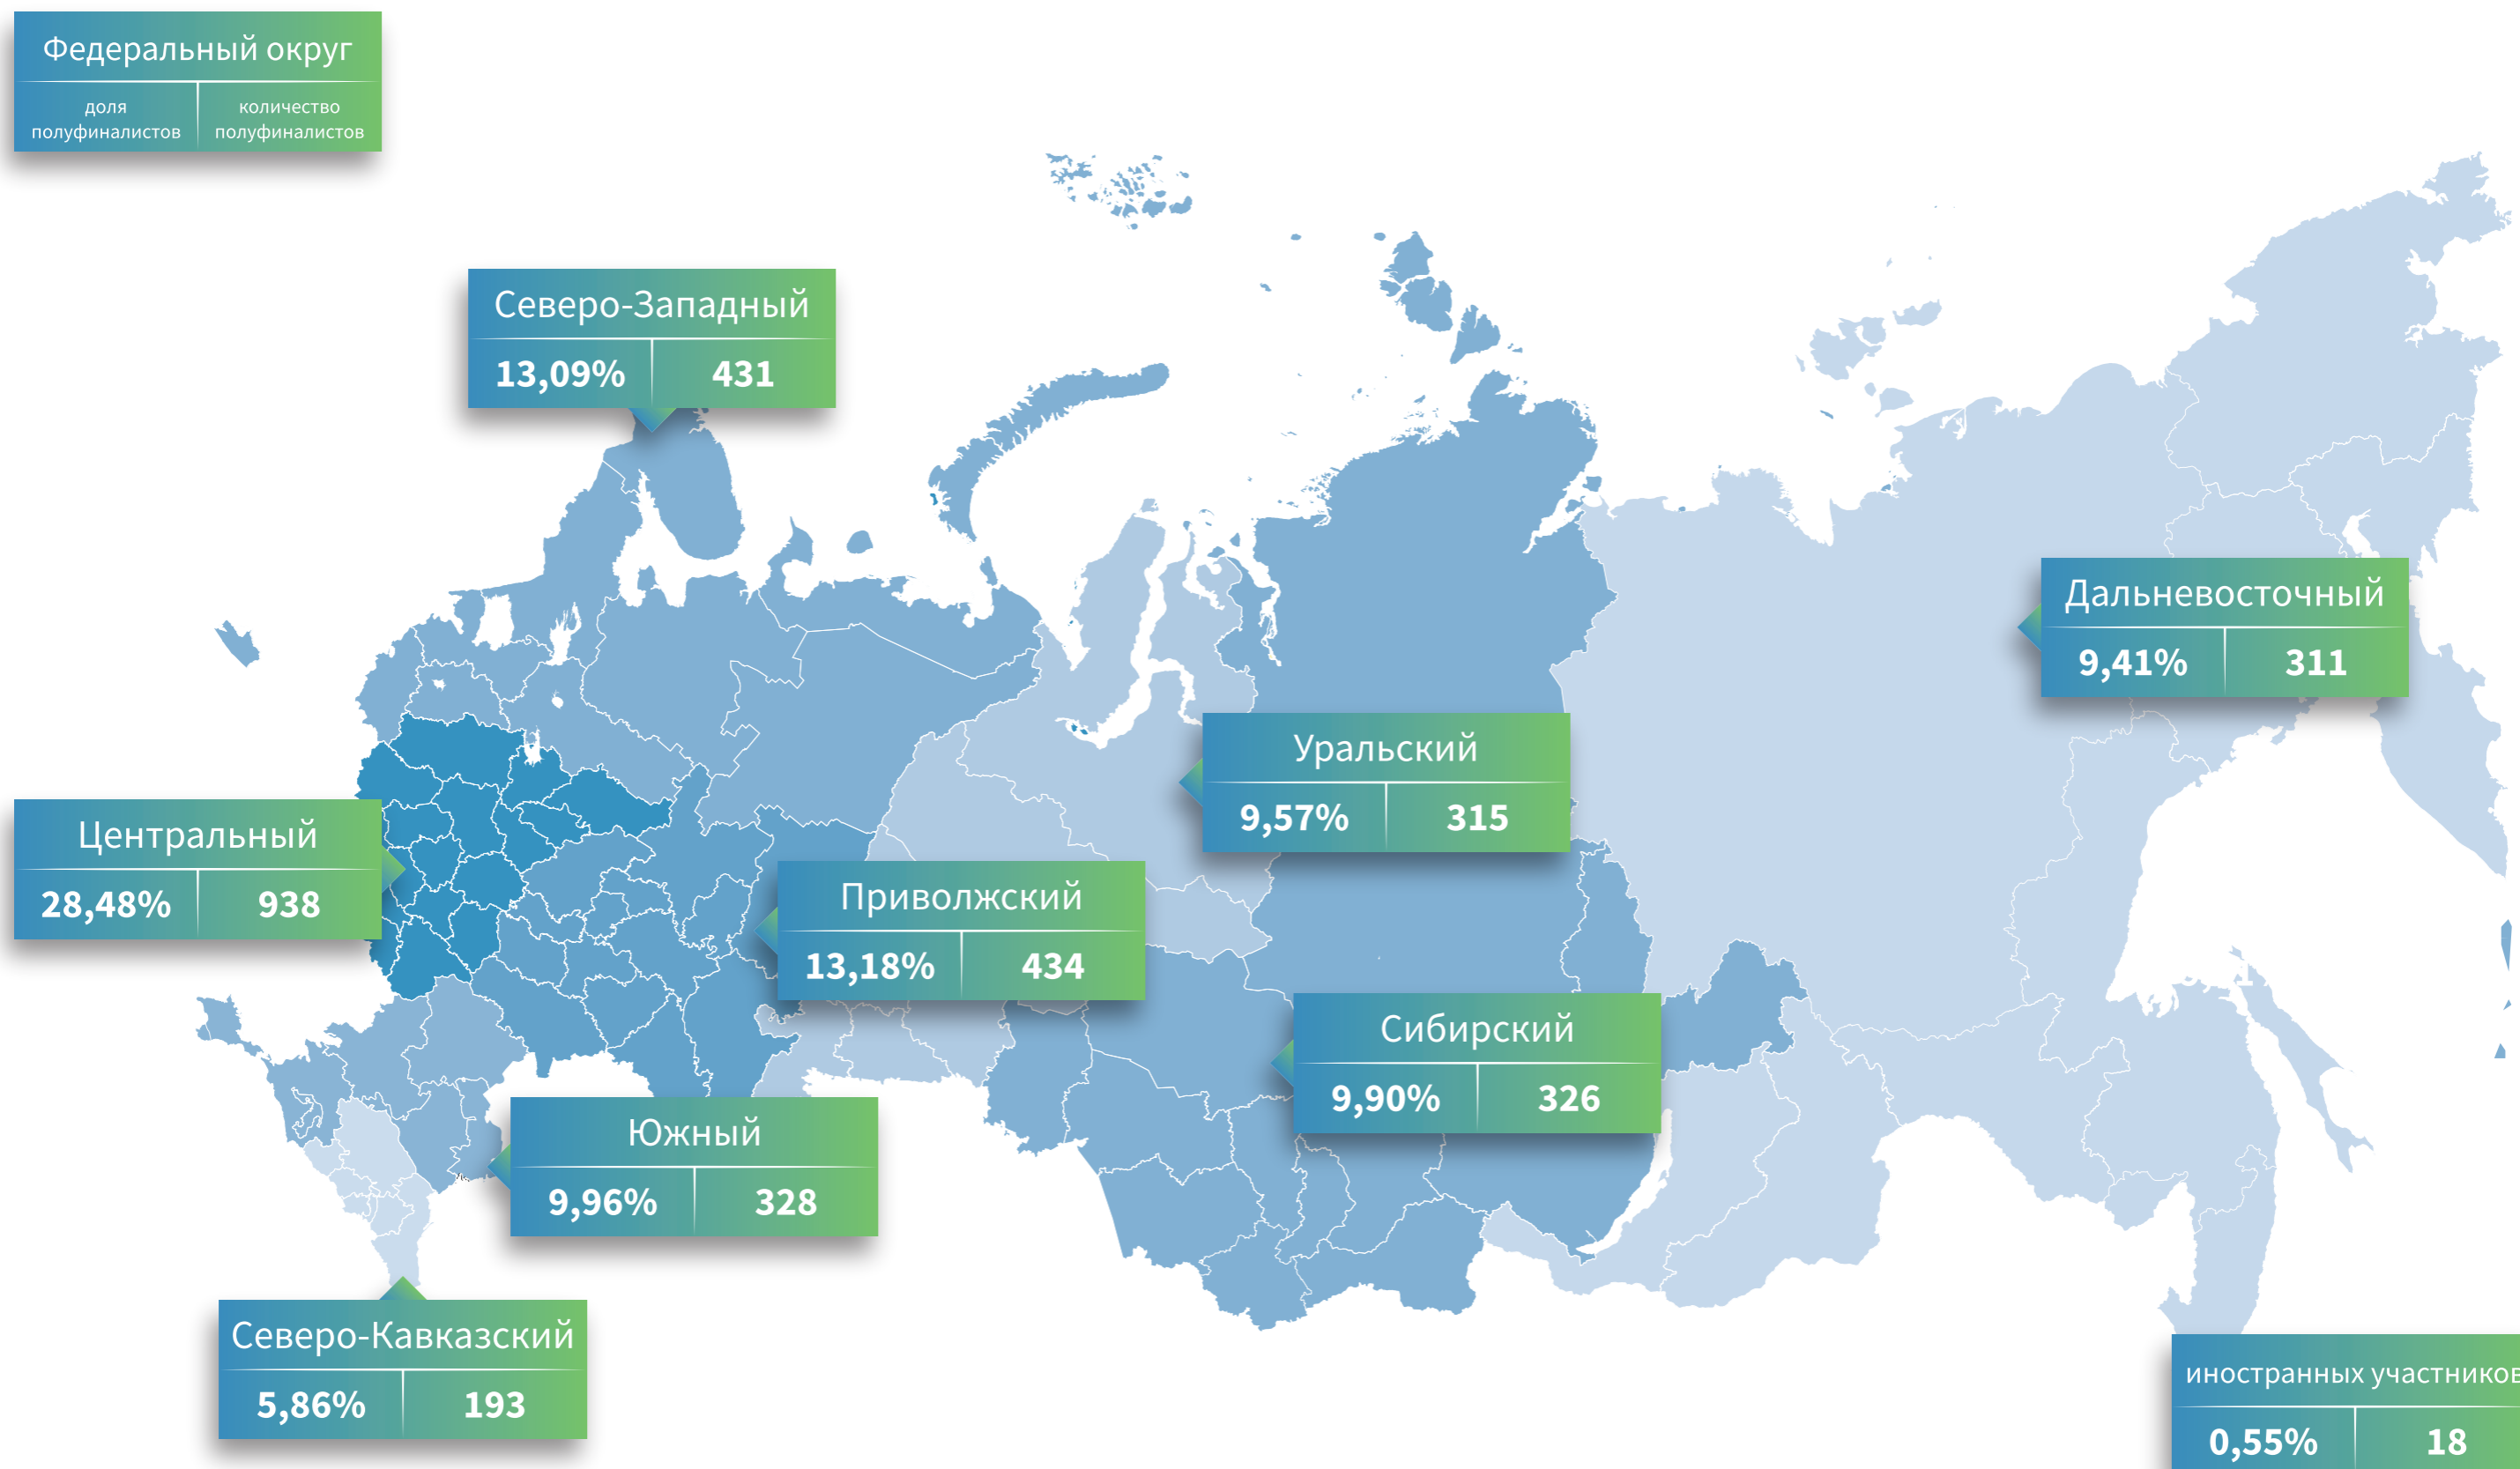 Федеральный округ
доля
полуфиналистов
количество
полуфиналистов
Северо-Западный
13,09% 431
Дальневосточный
9,41% 311
Уральский
9,57% 315
Центральный
28,48% 938
Приволжский
13,18% 434
Сибирский
9,90% 326
Южный
9,96% 328
Северо-Кавказский
5,86% 193
иностранных участников
0,55% 18